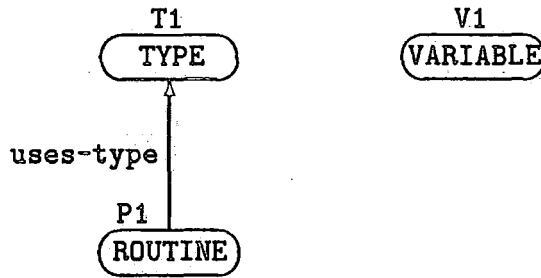 T1
TYPE
V1
VARIABLE
uses-type
P1
ROUTINE